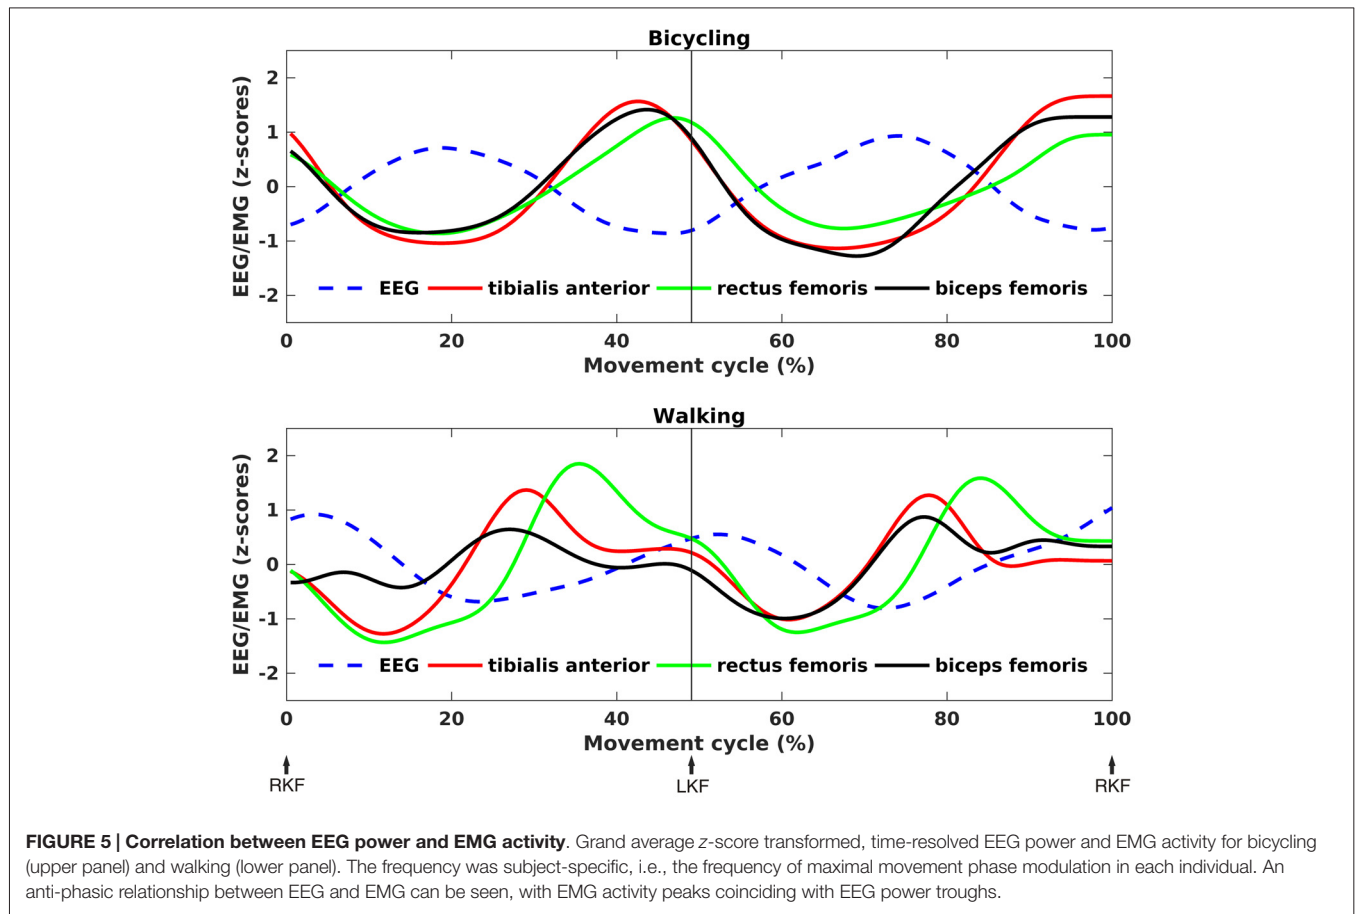 Bicycling
EEG/EMG (z-scores)
2
1
0
-1
-2
EEG tibialis anterior rectus femoris biceps femoris
0 20 40 60 80 100
Movement cycle (%)
Walking
EEG/EMG (z-scores)
2
1
0
-1
-2
EEG tibialis anterior rectus femoris biceps femoris
0 20 40 60 80 100
Movement cycle (%)
RKF LKF RKF
FIGURE 5 | Correlation between EEG power and EMG activity. Grand average z-score transformed, time-resolved EEG power and EMG activity for bicycling
(upper panel) and walking (lower panel). The frequency was subject-specific, i.e., the frequency of maximal movement phase modulation in each individual. An
anti-phasic relationship between EEG and EMG can be seen, with EMG activity peaks coinciding with EEG power troughs.